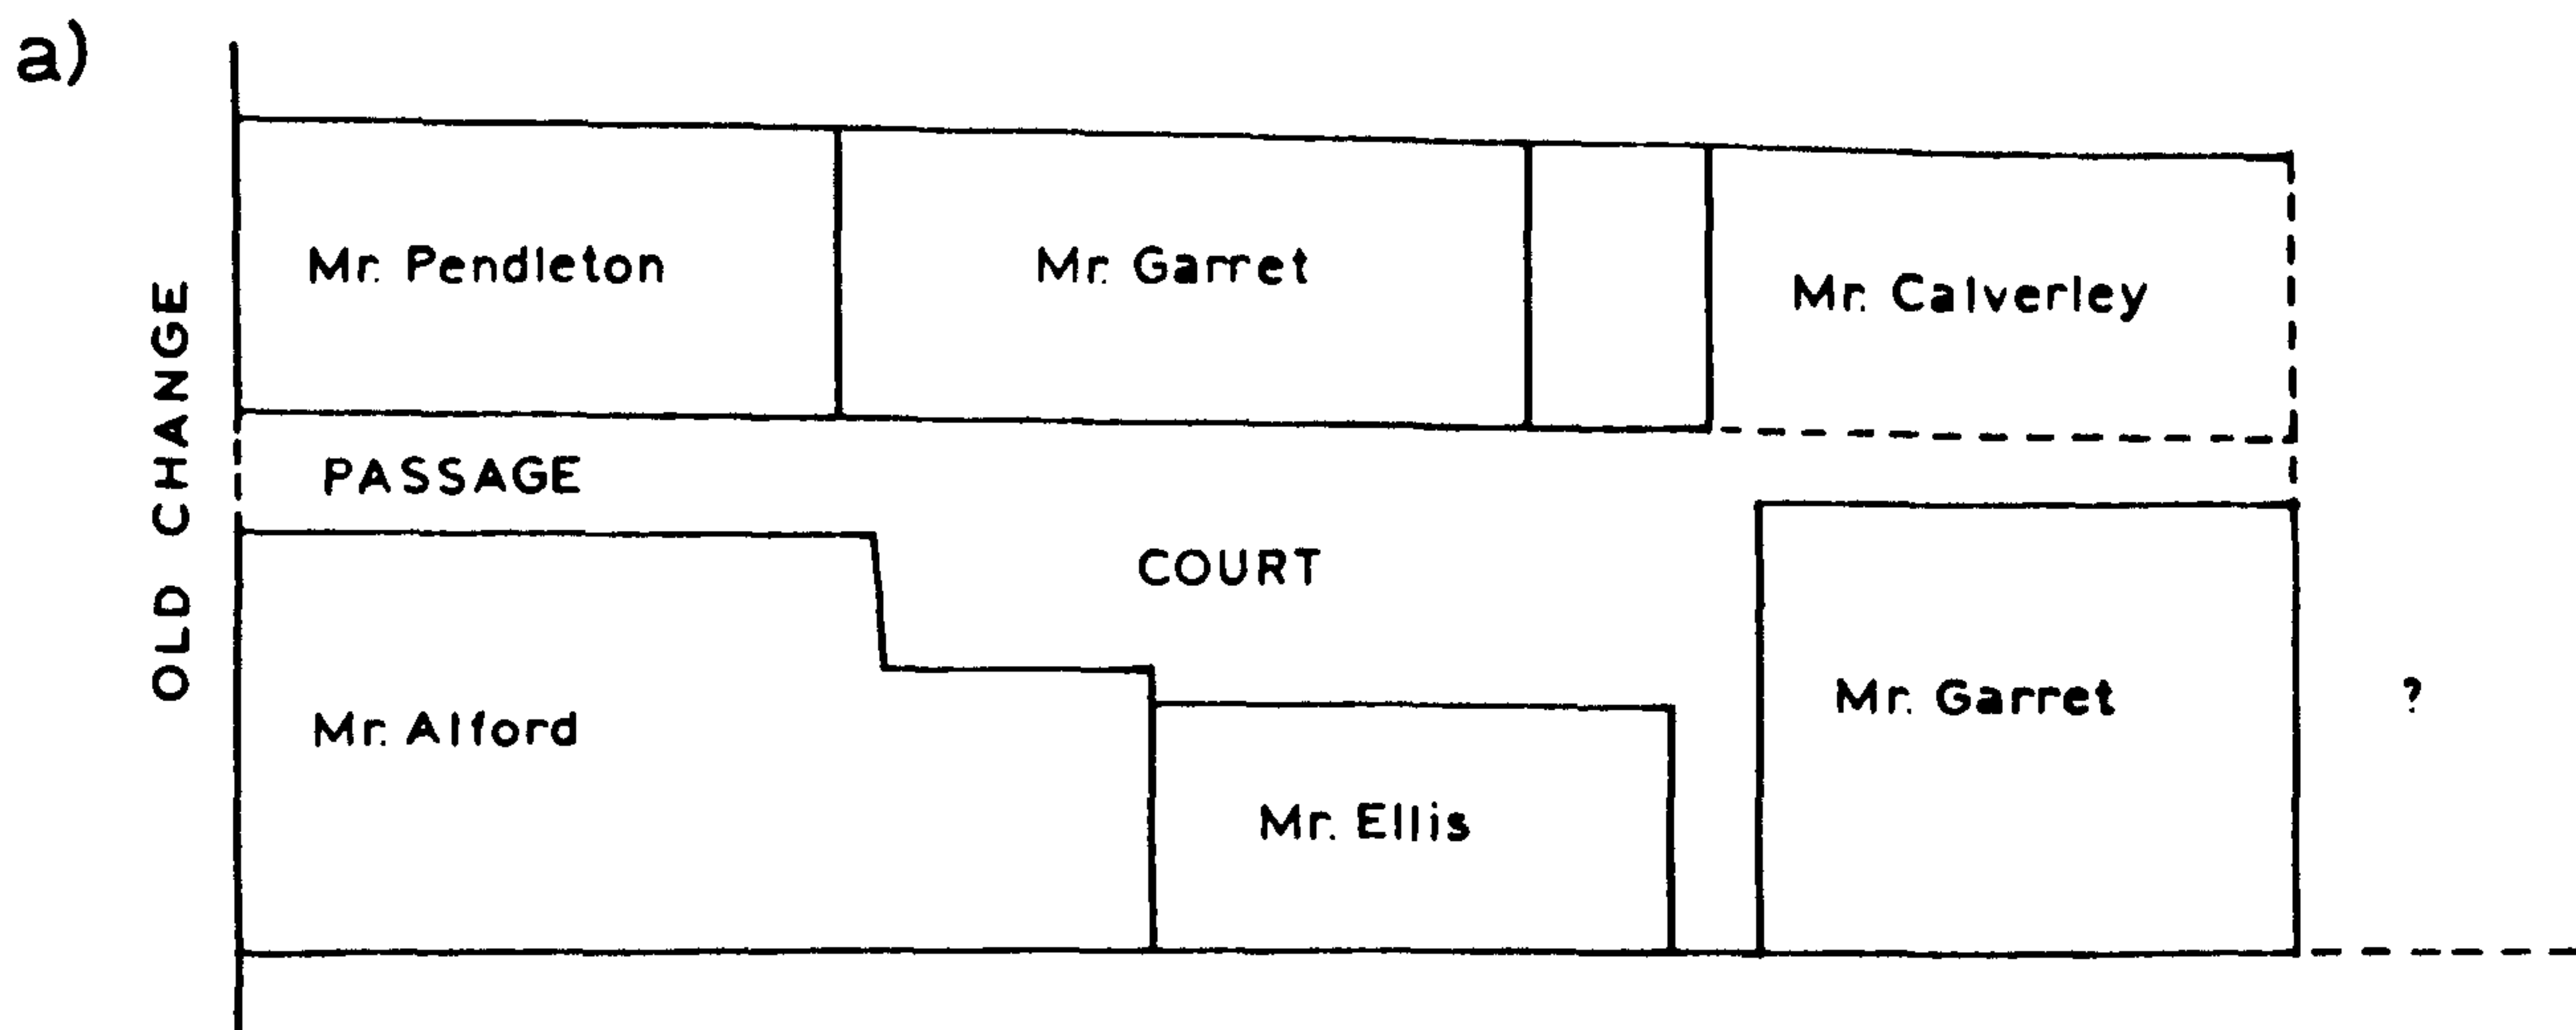 a)
OLD CHANGE
Mr. Pendleton
Mr. Garret
Mr. Calverley
PASSAGE
COURT
Mr. Alford
Mr. Ellis
Mr. Garret
?